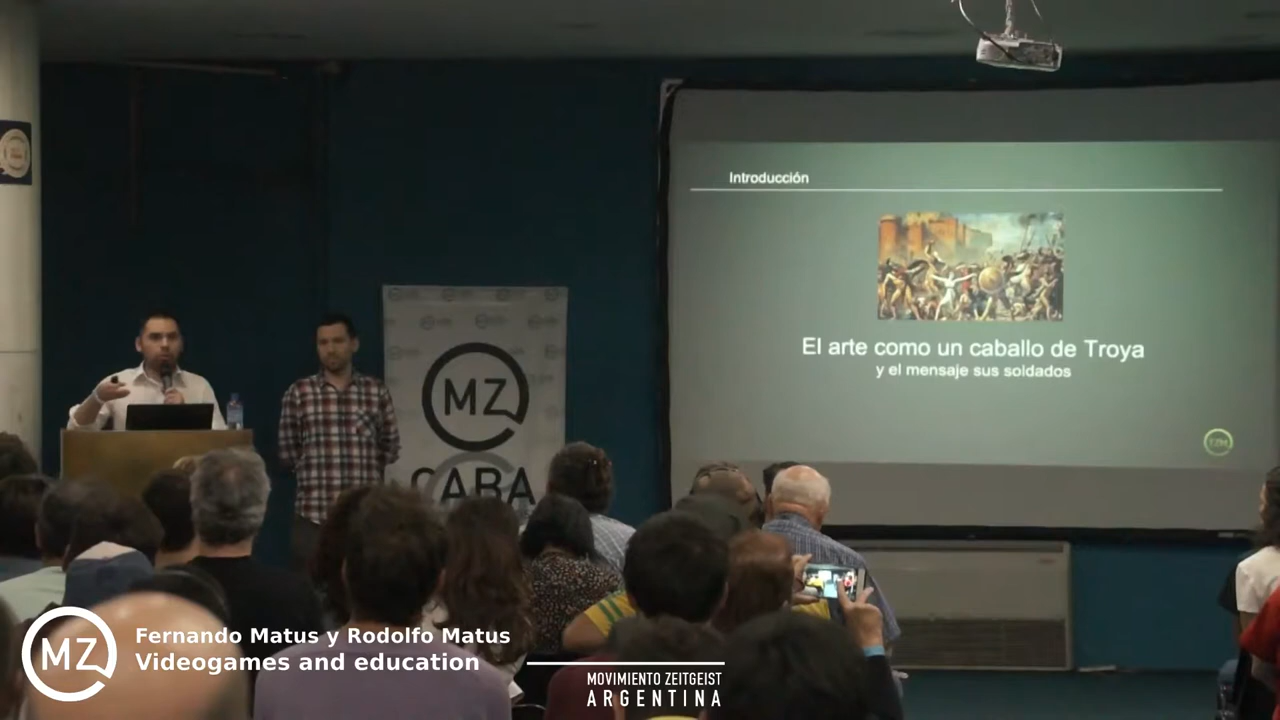 Introducción
El arte como un caballo de Troya
y el mensaje sus soldados
TZM
MZ
CABA
MZ
Fernando Matus y Rodolfo Matus
Videogames and education
MOVIMIENTO ZEITGEIST
ARGENTINA